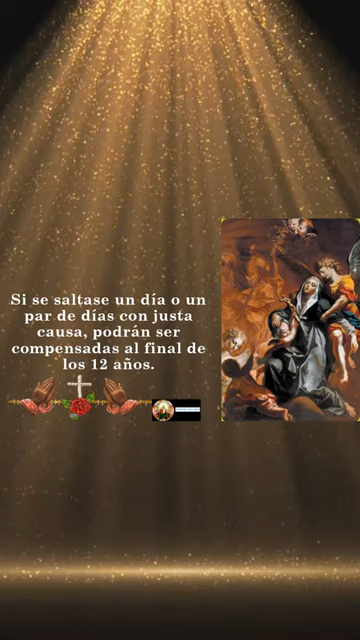 Si se saltase un día o un
par de días con justa
causa, podrán ser
compensadas al final de
los 12 años.